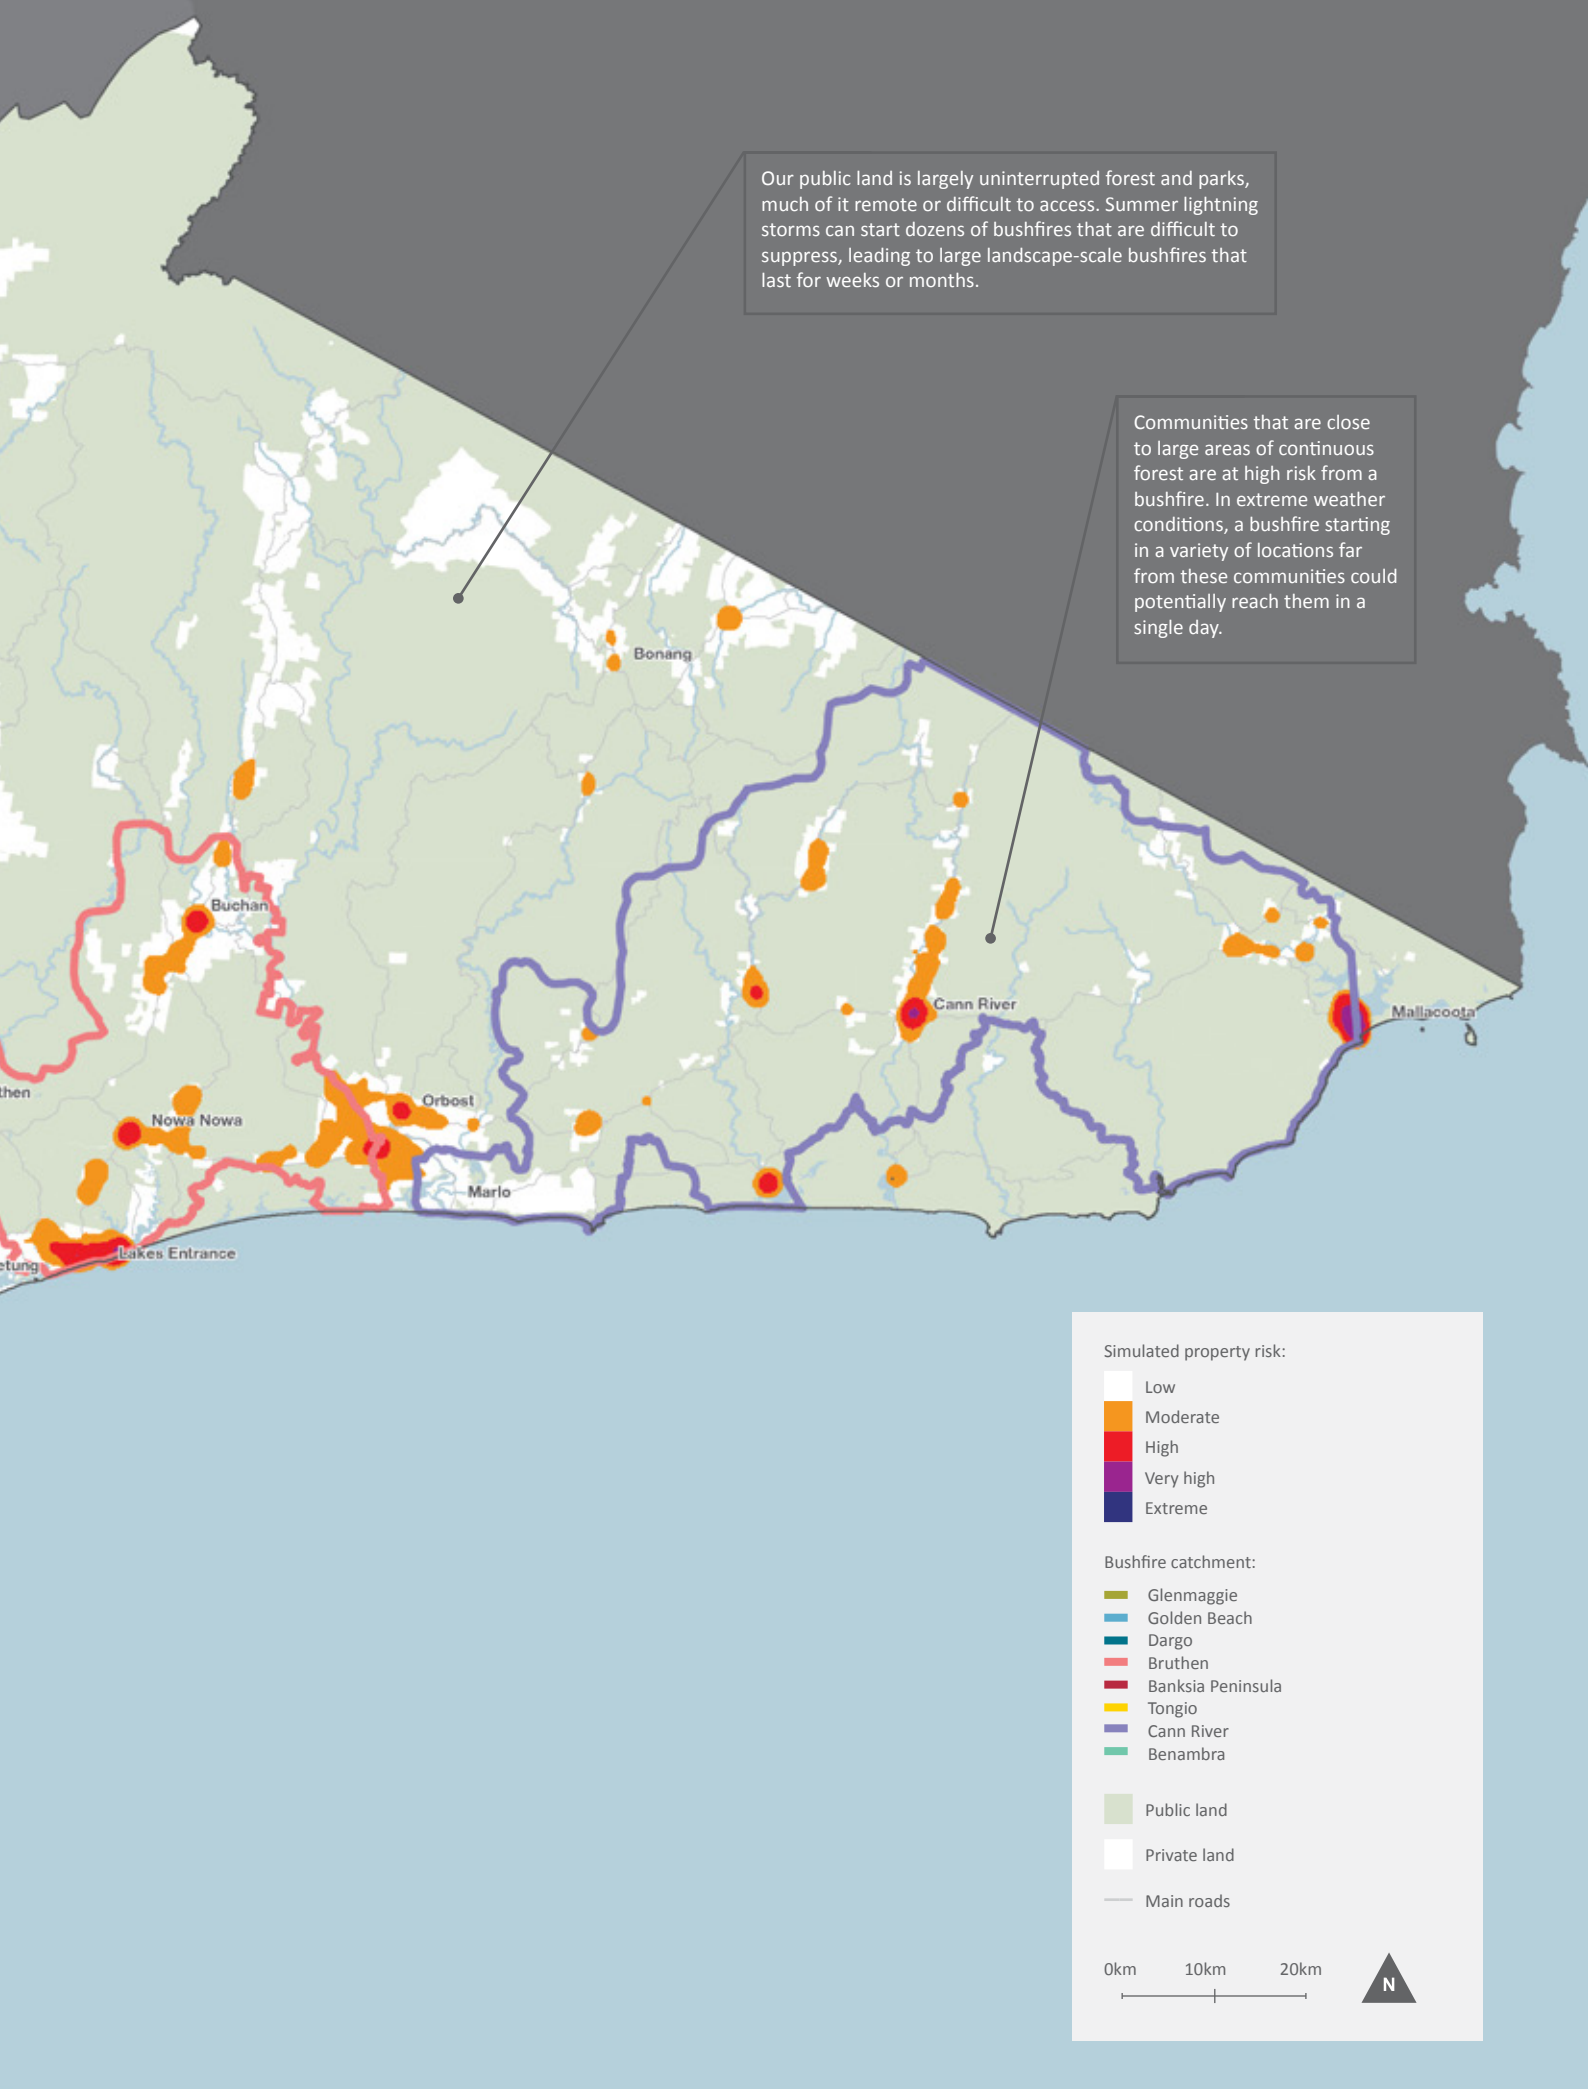 Our public land is largely uninterrupted forest and parks,
much of it remote or difficult to access. Summer lightning
storms can start dozens of bushfires that are difficult to
suppress, leading to large landscape-scale bushfires that
last for weeks or months.
Communities that are close
to large areas of continuous
forest are at high risk from a
bushfire. In extreme weather
conditions, a bushfire starting
in a variety of locations far
from these communities could
potentially reach them in a
single day.
Bonang
Buchan
Cann River
Mallacoota
then
Orbost
Nowa Nowa
Marlo
Lakes Entrance
etung
Simulated property risk:
Low
Moderate
High
Very high
Extreme
Bushfire catchment:
Glenmaggie
Golden Beach
Dargo
Bruthen
Banksia Peninsula
Tongio
Cann River
Benambra
Public land
Private land
Main roads
0km 10km 20km
N